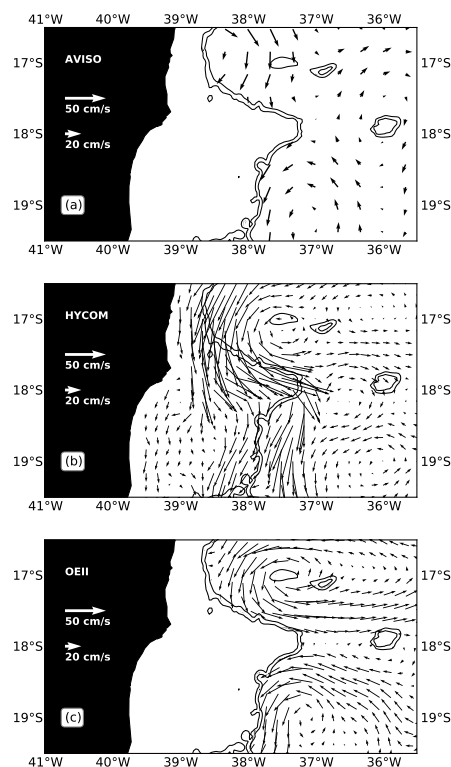 41°W 40°W 39°W 38°W 37°W 36°W
17°S AVISO 17°S
50 cm/s
18°S 20 cm/s 18°S
19°S (a) 19°S
41°W 40°W 39°W 38°W 37°W 36°W
17°S HYCOM 17°S
50 cm/s
18°S 20 cm/s 18°S
19°S (b) 19°S
41°W 40°W 39°W 38°W 37°W 36°W
17°S OEII 17°S
50 cm/s
18°S 20 cm/s 18°S
19°S (c) 19°S
41°W 40°W 39°W 38°W 37°W 36°W